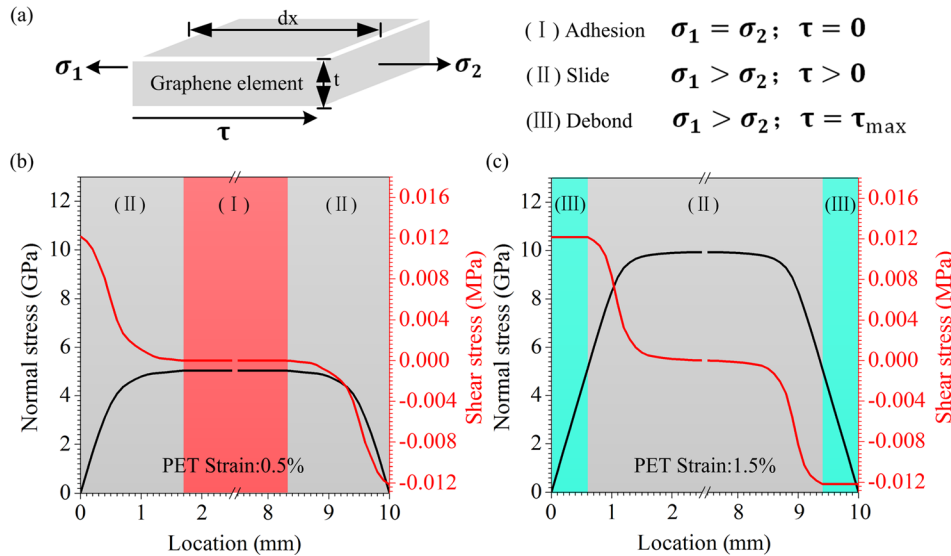 (a)
dx
σ1
Graphene element
t
σ2
τ
(Ⅰ) Adhesion σ1 = σ2; τ = 0
(Ⅱ) Slide σ1 > σ2; τ > 0
(Ⅲ) Debond σ1 > σ2; τ = τmax
(b)
Normal stress (GPa)
12
10
8
6
4
2
0
(Ⅱ)
(Ⅰ)
(Ⅱ)
PET Strain:0.5%
0.016
0.012
0.008
0.004
0.000
-0.004
-0.008
-0.012
Shear stress (MPa)
0 1 2 8 9 10
Location (mm)
(c)
Normal stress (GPa)
12
10
8
6
4
2
0
(Ⅲ)
(Ⅱ)
(Ⅲ)
PET Strain:1.5%
0.016
0.012
0.008
0.004
0.000
-0.004
-0.008
-0.012
Shear stress (MPa)
0 1 2 8 9 10
Location (mm)